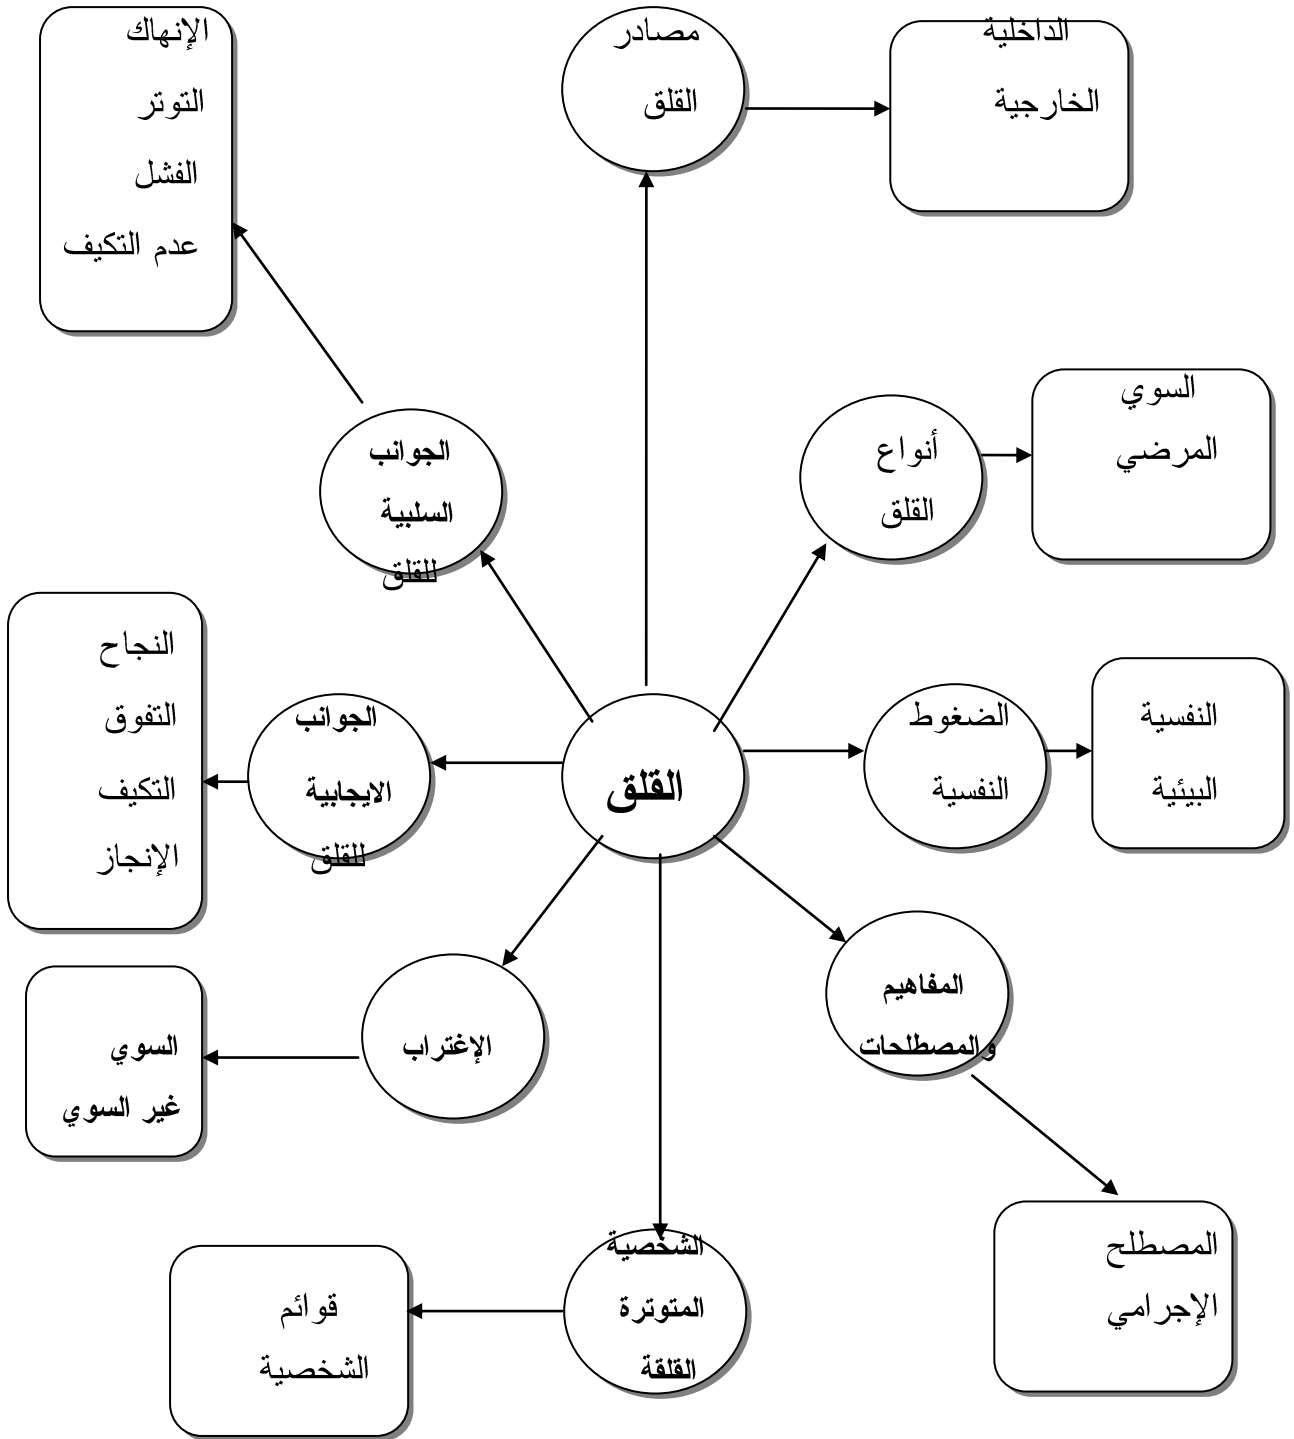 مصادر
القلق
الداخلية
الخارجية
الإنهاك
التوتر
الفشل
عدم التكيف
السوي
المرضي
أنواع
القلق
الجوانب
السلبية
للقلق
النفسية
البيئية
الضغوط
النفسية
القلق
الجوانب
الايجابية
للقلق
النجاح
التفوق
التكيف
الإنجاز
المفاهيم
والمصطلحات
الإغتراب
السوي
غير السوي
المصطلح
الإجرامي
الشخصية
المتوترة
القلقة
قوائم
الشخصية